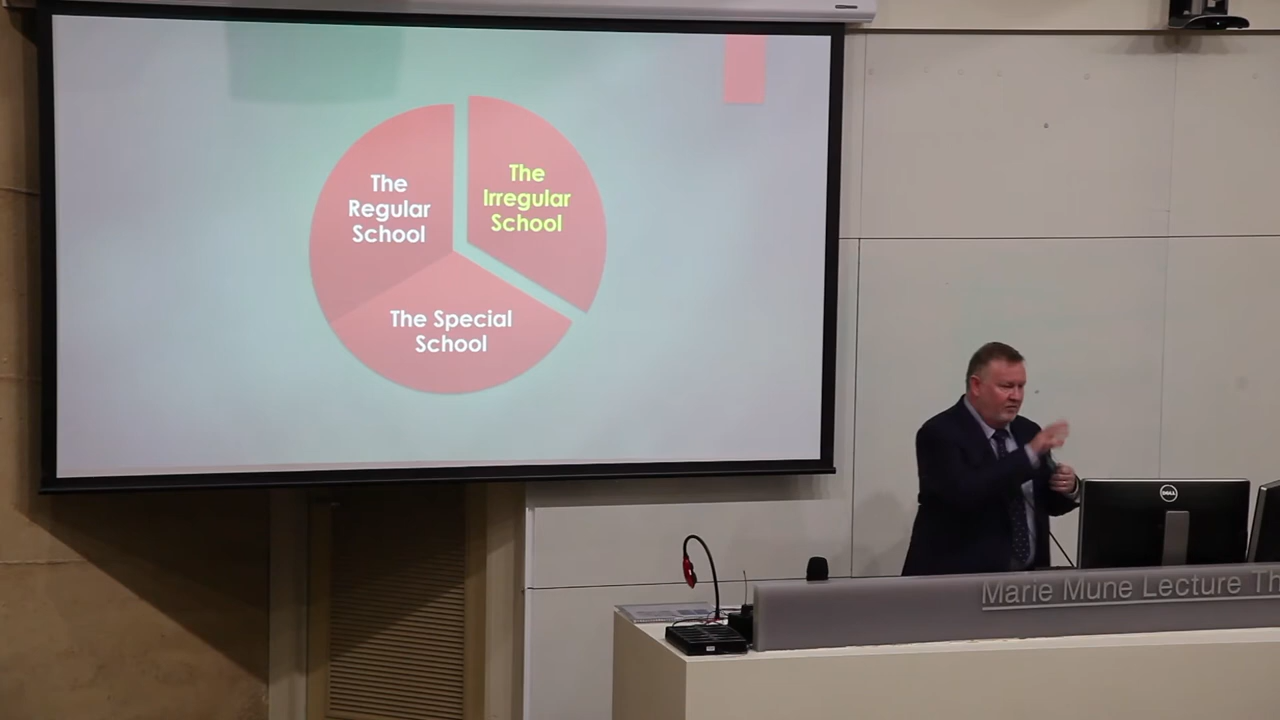 The
Regular
School
The
Irregular
School
The Special
School
DELL
Marie Mune Lecture Th